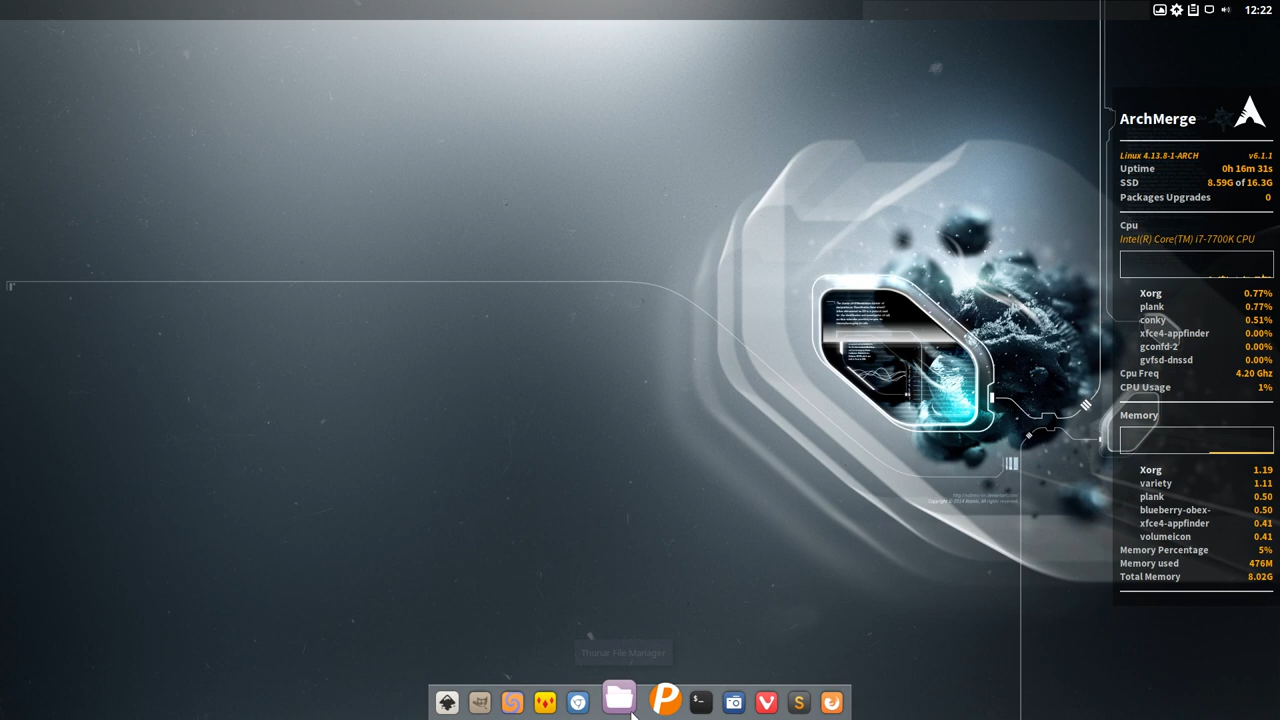 12:22
ArchMerge
Linux 4.13.8-1-ARCH v6.1.1
Uptime 0h 16m 31s
SSD 8.59G of 16.3G
Packages Upgrades 0
Cpu
Intel(R) Core(TM) i7-7700K CPU
Xorg 0.77%
plank 0.77%
conky 0.51%
xfce4-appfinder 0.00%
gconfd-2 0.00%
gvfsd-dnssd 0.00%
Cpu Freq 4.20 Ghz
CPU Usage 1%
Memory
Xorg 1.19
variety 1.11
plank 0.50
blueberry-obex- 0.50
xfce4-appfinder 0.41
volumeicon 0.41
Memory Percentage 5%
Memory used 476M
Total Memory 8.02G
Thunar File Manager
P
$_
S